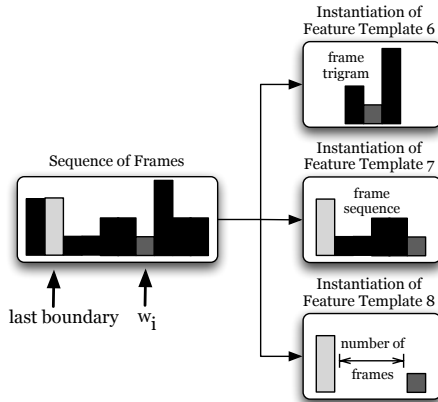 Instantiation of
Feature Template 6
frame
trigram
Sequence of Frames
last boundary
wi
Instantiation of
Feature Template 7
frame
sequence
Instantiation of
Feature Template 8
number of
frames